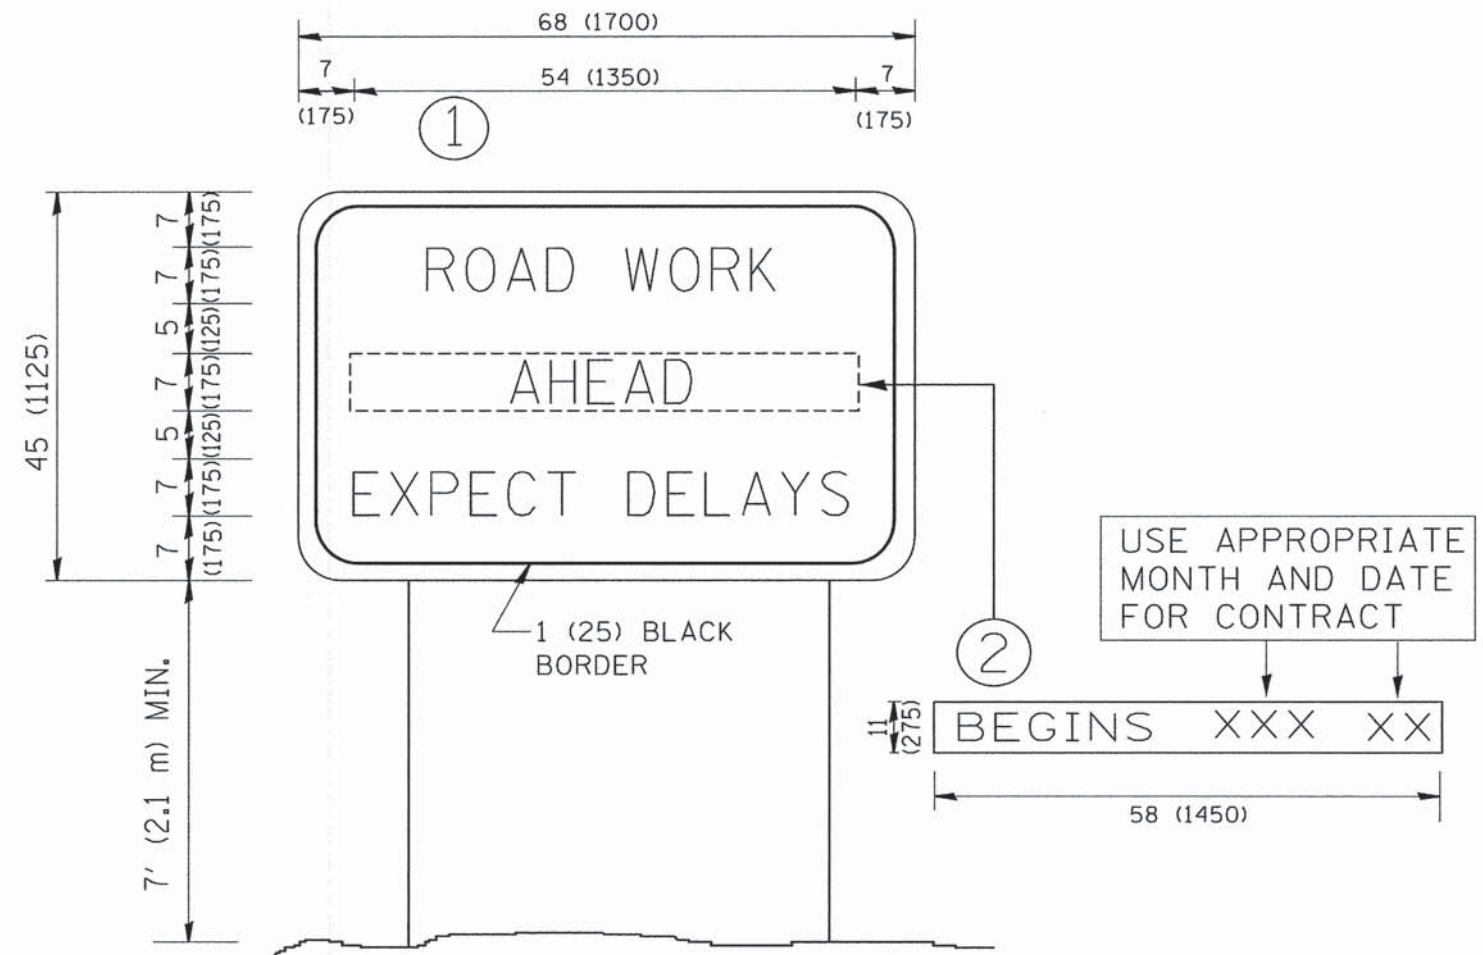 68 (1700)
7
54 (1350)
7
(175)
(175)
1
45 (1125)
7
(175)
7
(175)
5
(125)
7
(175)
5
(125)
7
(175)
7
(175)
ROAD WORK
AHEAD
EXPECT DELAYS
1 (25) BLACK
BORDER
7' (2.1 m) MIN.
2
USE APPROPRIATE
MONTH AND DATE
FOR CONTRACT
11
(275)
BEGINS XXX XX
58 (1450)